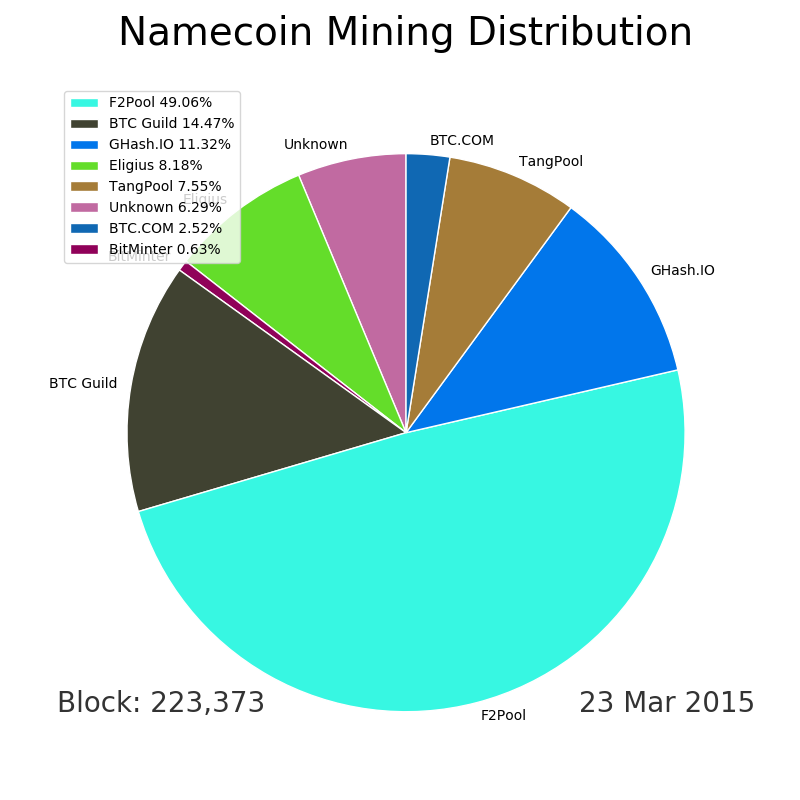 Namecoin Mining Distribution
F2Pool 49.06%
BTC Guild 14.47%
GHash.IO 11.32%
Eligius 8.18%
TangPool 7.55%
Unknown 6.29%
BTC.COM 2.52%
BitMinter 0.63%
BTC.COM
Unknown
TangPool
Eligius
BitMinter
GHash.IO
BTC Guild
F2Pool
Block: 223,373
23 Mar 2015